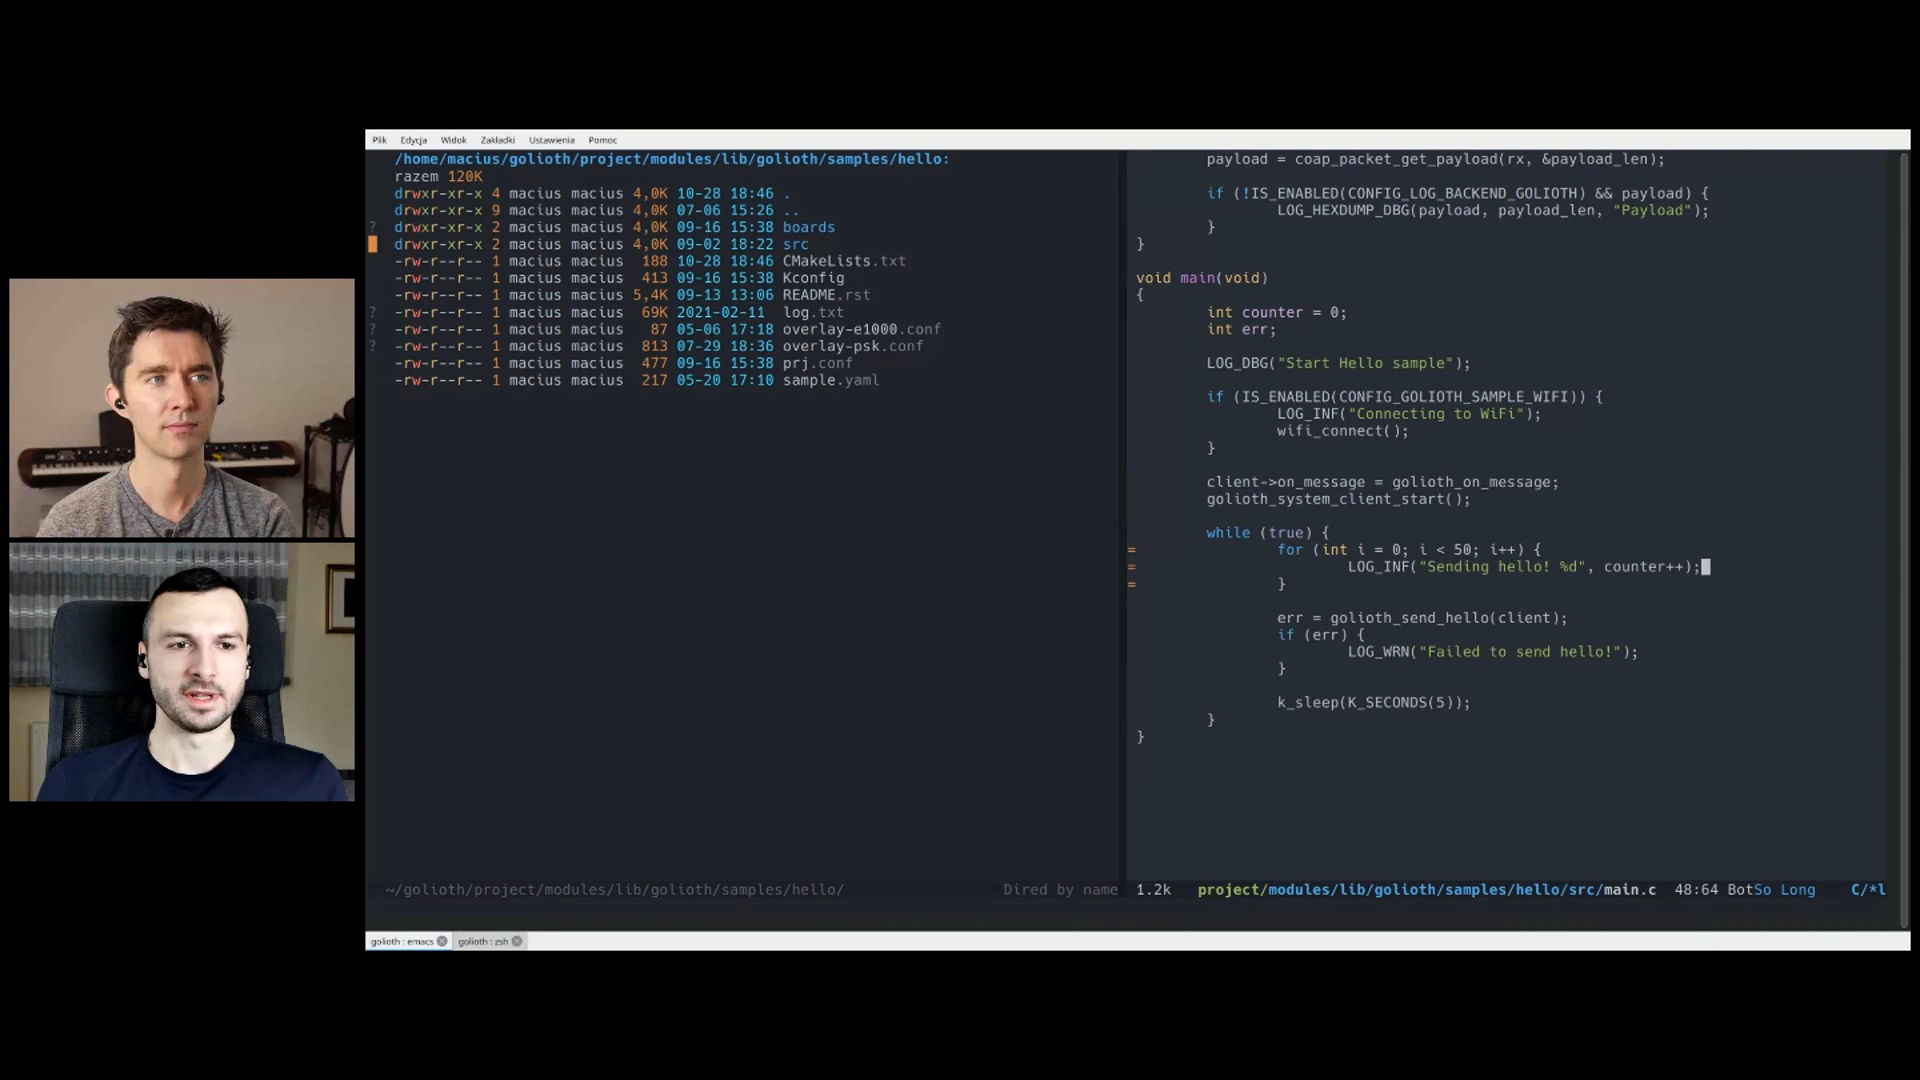 Plik Edycja Widok Zakładki Ustawienia Pomoc
/home/macius/golioth/project/modules/lib/golioth/samples/hello:
razem 120K
drwxr-xr-x 4 macius macius 4,0K 10-28 18:46 .
drwxr-xr-x 9 macius macius 4,0K 07-06 15:26 ..
? drwxr-xr-x 2 macius macius 4,0K 09-16 15:38 boards
drwxr-xr-x 2 macius macius 4,0K 09-02 18:22 src
-rw-r--r-- 1 macius macius 188 10-28 18:46 CMakeLists.txt
-rw-r--r-- 1 macius macius 413 09-16 15:38 Kconfig
-rw-r--r-- 1 macius macius 5,4K 09-13 13:06 README.rst
? -rw-r--r-- 1 macius macius 69K 2021-02-11 log.txt
? -rw-r--r-- 1 macius macius 87 05-06 17:18 overlay-e1000.conf
? -rw-r--r-- 1 macius macius 813 07-29 18:36 overlay-psk.conf
-rw-r--r-- 1 macius macius 477 09-16 15:38 prj.conf
-rw-r--r-- 1 macius macius 217 05-20 17:10 sample.yaml
~/golioth/project/modules/lib/golioth/samples/hello/ Dired by name
payload = coap_packet_get_payload(rx, &payload_len);
if (!IS_ENABLED(CONFIG_LOG_BACKEND_GOLIOTH) && payload) {
LOG_HEXDUMP_DBG(payload, payload_len, "Payload");
}
}
void main(void)
{
int counter = 0;
int err;
LOG_DBG("Start Hello sample");
if (IS_ENABLED(CONFIG_GOLIOTH_SAMPLE_WIFI)) {
LOG_INF("Connecting to WiFi");
wifi_connect();
}
client->on_message = golioth_on_message;
golioth_system_client_start();
while (true) {
= for (int i = 0; i < 50; i++) {
= LOG_INF("Sending hello! %d", counter++);
= }
err = golioth_send_hello(client);
if (err) {
LOG_WRN("Failed to send hello!");
}
k_sleep(K_SECONDS(5));
}
}
1.2k project/modules/lib/golioth/samples/hello/src/main.c 48:64 BotSo Long C/*l
golioth : emacs golioth : zsh